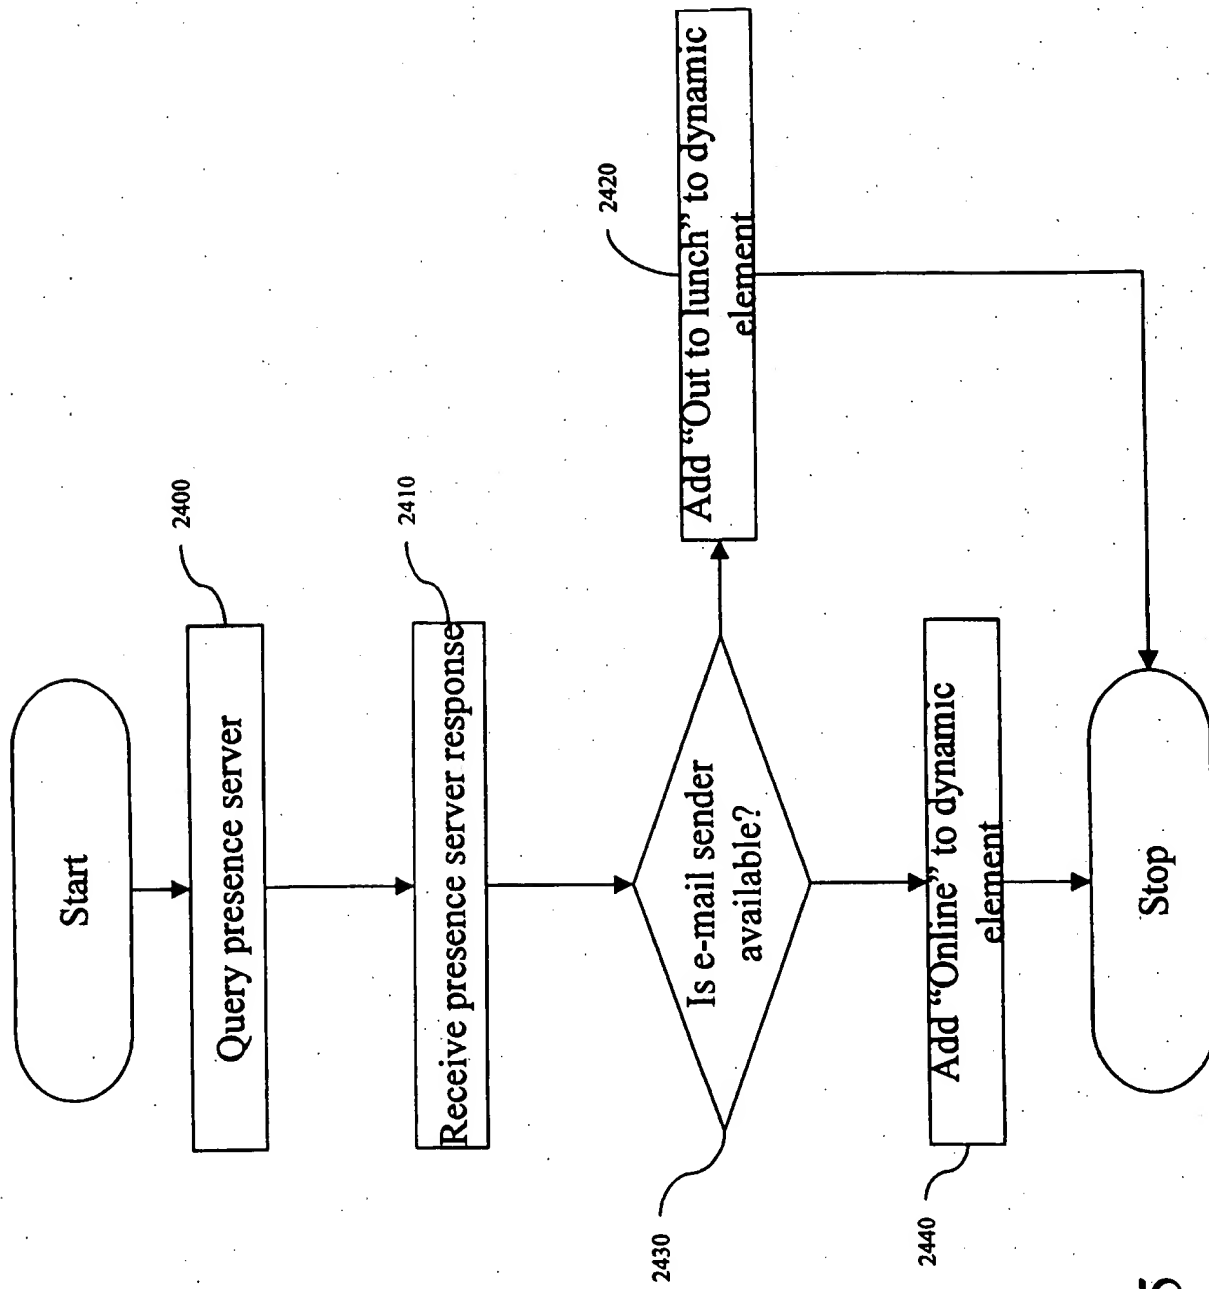 Start
2400
Query presence server
2410
Receive presence server response
2430
Is e-mail sender
available?
2420
Add “Out to lunch” to dynamic
element
2440
Add “Online” to dynamic
element
Stop